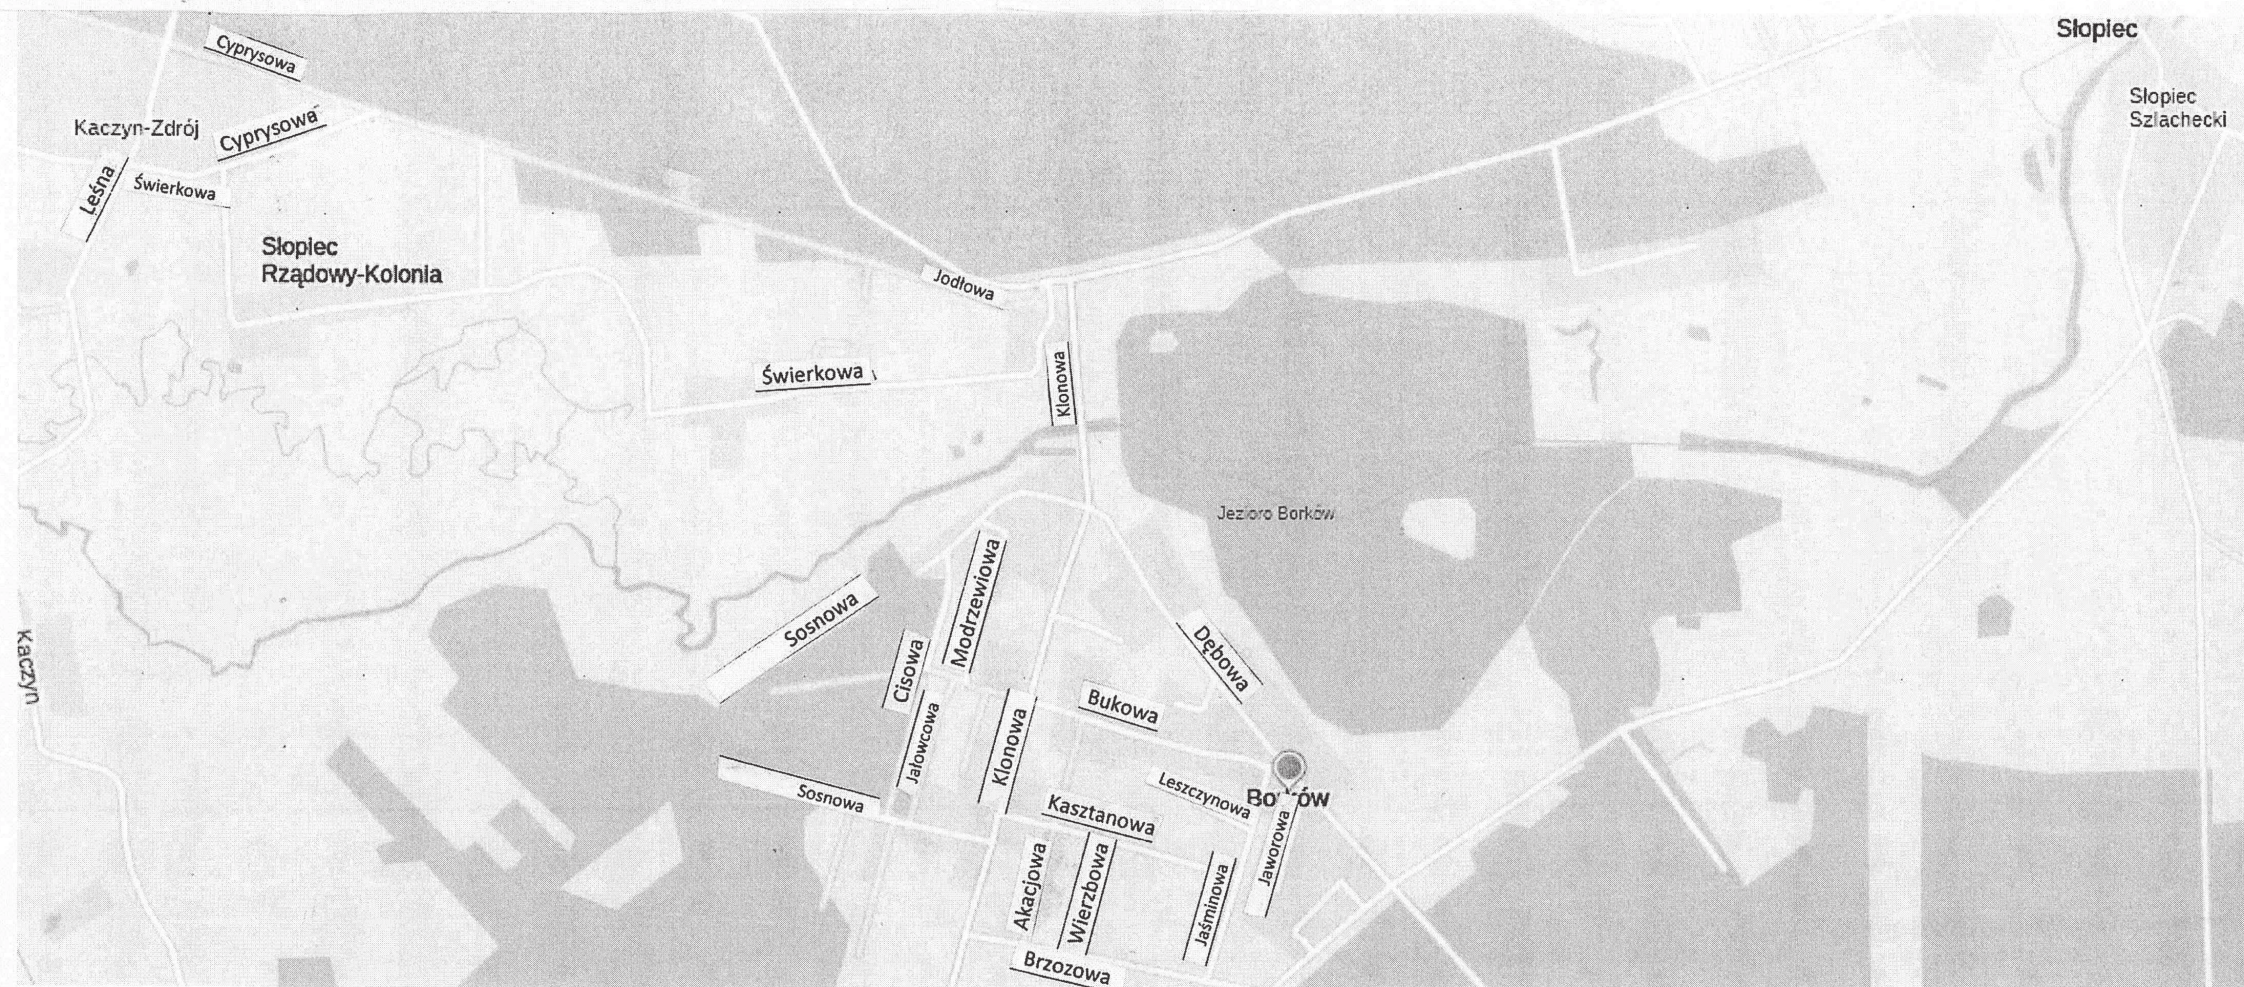 Słopiec
Cyprysowa
Słopiec
Szlachecki
Kaczyn-Zdrój
Cyprysowa
Leśna
Świerkowa
Słopiec
Rządowy-Kolonia
Jodłowa
Świerkowa
Klonowa
Jezioro Borków
Modrzewiowa
Sosnowa
Dębowa
Cisowa
Kaczyn
Bukowa
Jałowcowa
Klonowa
Leszczynowa
Borków
Sosnowa
Kasztanowa
Jaworowa
Akacjowa
Wierzbowa
Jaśminowa
Brzozowa